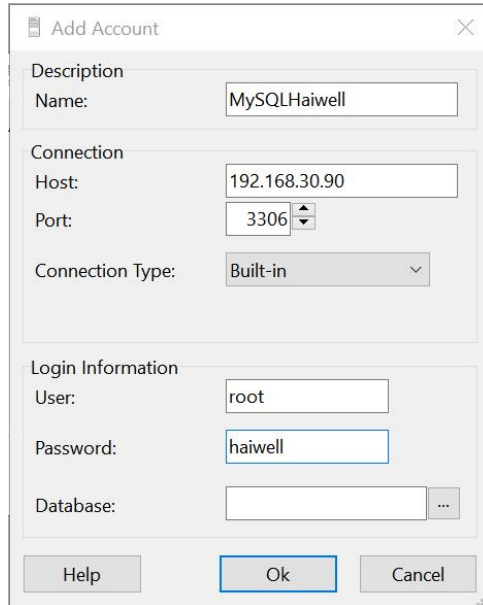 Add Account
Description
Name: MySQLHaiwell
Connection
Host: 192.168.30.90
Port: 3306
Connection Type: Built-in
Login Information
User: root
Password: haiwell
Database: ...
Help Ok Cancel